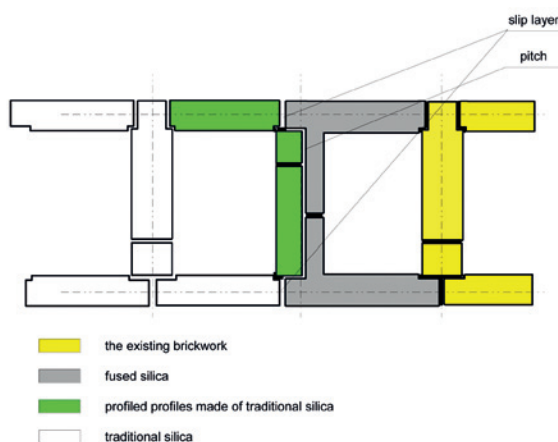 slip layer
pitch
the existing brickwork
fused silica
profiled profiles made of traditional silica
traditional silica